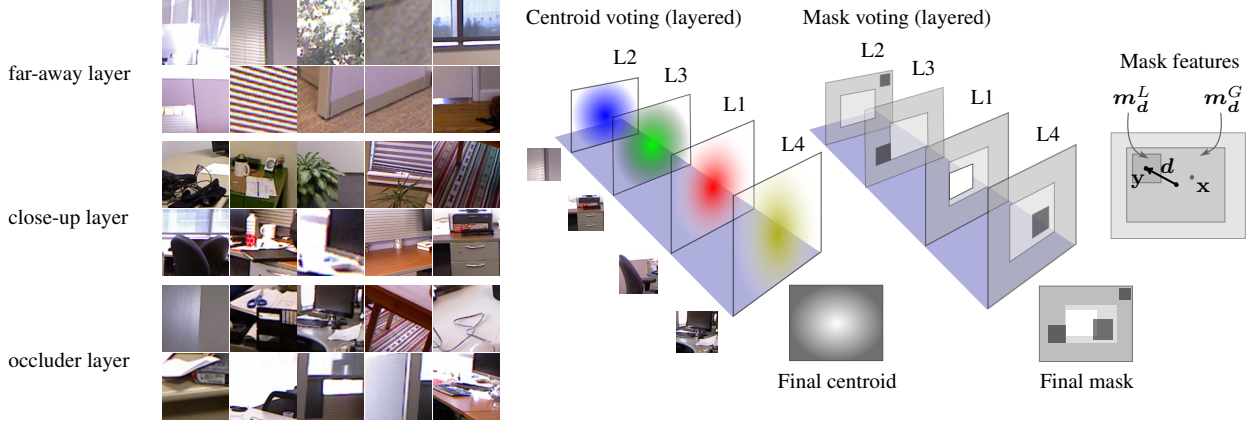 far-away layer
close-up layer
occluder layer
Centroid voting (layered)
L2
L3
L1
L4
Final centroid
Mask voting (layered)
L2
L3
L1
L4
Final mask
Mask features
m_d^L m_d^G
y d x